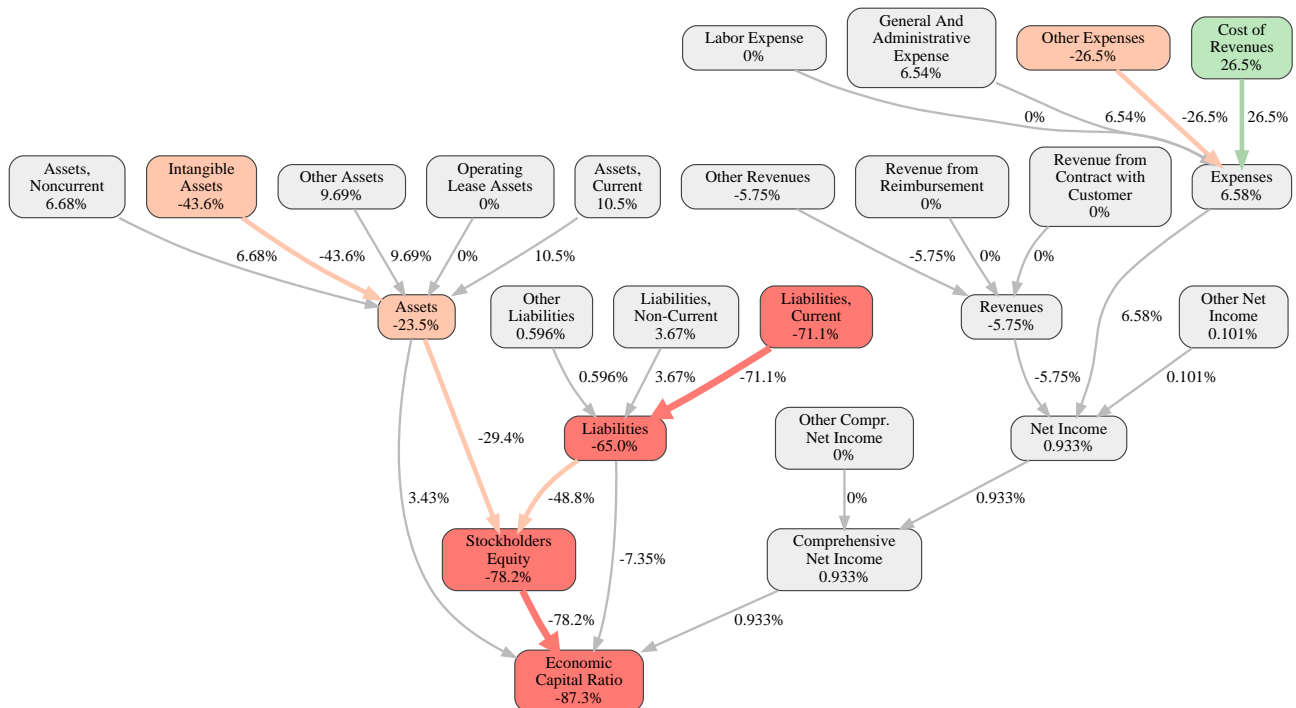 Labor Expense
0%
General And
Administrative
Expense
6.54%
Other Expenses
-26.5%
Cost of
Revenues
26.5%
0%
6.54%
-26.5%
26.5%
Assets,
Noncurrent
6.68%
Intangible
Assets
-43.6%
Other Assets
9.69%
Operating
Lease Assets
0%
Assets,
Current
10.5%
Other Revenues
-5.75%
Revenue from
Reimbursement
0%
Revenue from
Contract with
Customer
0%
Expenses
6.58%
6.68%
-43.6%
9.69%
0%
10.5%
-5.75%
0%
0%
6.58%
Assets
-23.5%
Other
Liabilities
0.596%
Liabilities,
Non-Current
3.67%
Liabilities,
Current
-71.1%
Revenues
-5.75%
Other Net
Income
0.101%
0.596%
3.67%
-71.1%
-5.75%
0.101%
-29.4%
Liabilities
-65.0%
Other Compr.
Net Income
0%
Net Income
0.933%
3.43%
-48.8%
-7.35%
0%
0.933%
Stockholders
Equity
-78.2%
Comprehensive
Net Income
0.933%
-78.2%
0.933%
Economic
Capital Ratio
-87.3%